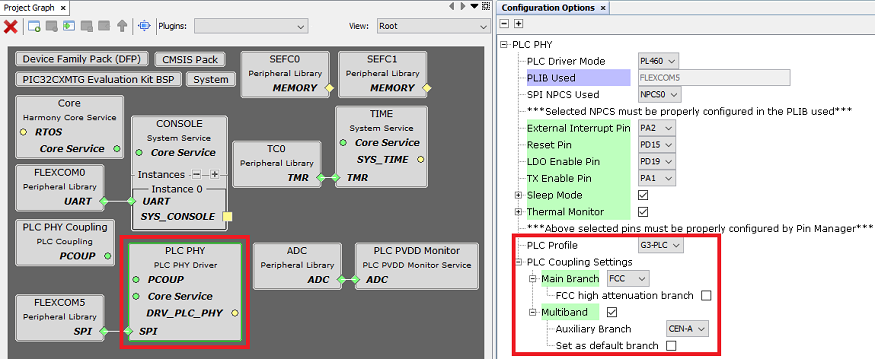 Project Graph
Plugins:
View:
Root
Device Family Pack (DFP)
CMSIS Pack
PIC32CXMTG Evaluation Kit BSP
System
SEFC0
Peripheral Library
MEMORY
SEFC1
Peripheral Library
MEMORY
Core
Harmony Core Service
RTOS
Core Service
CONSOLE
System Service
Core Service
Instances
Instance 0
UART
SYS_CONSOLE
TC0
Peripheral Library
TMR
TIME
System Service
Core Service
SYS_TIME
TMR
FLEXCOM0
Peripheral Library
UART
PLC PHY Coupling
PLC Coupling
PCOUP
PLC PHY
PLC PHY Driver
PCOUP
Core Service
DRV_PLC_PHY
SPI
ADC
Peripheral Library
ADC
PLC PVDD Monitor
PLC PVDD Monitor Service
ADC
FLEXCOM5
Peripheral Library
SPI
Configuration Options
PLC PHY
PLC Driver Mode PL460
PLIB Used FLEXCOM5
SPI NPCS Used NPCS0
***Selected NPCS must be properly configured in the PLIB used***
External Interrupt Pin PA2
Reset Pin PD15
LDO Enable Pin PD19
TX Enable Pin PA1
Sleep Mode
Thermal Monitor
***Above selected pins must be properly configured by Pin Manager***
PLC Profile G3-PLC
PLC Coupling Settings
Main Branch FCC
FCC high attenuation branch
Multiband
Auxiliary Branch CEN-A
Set as default branch